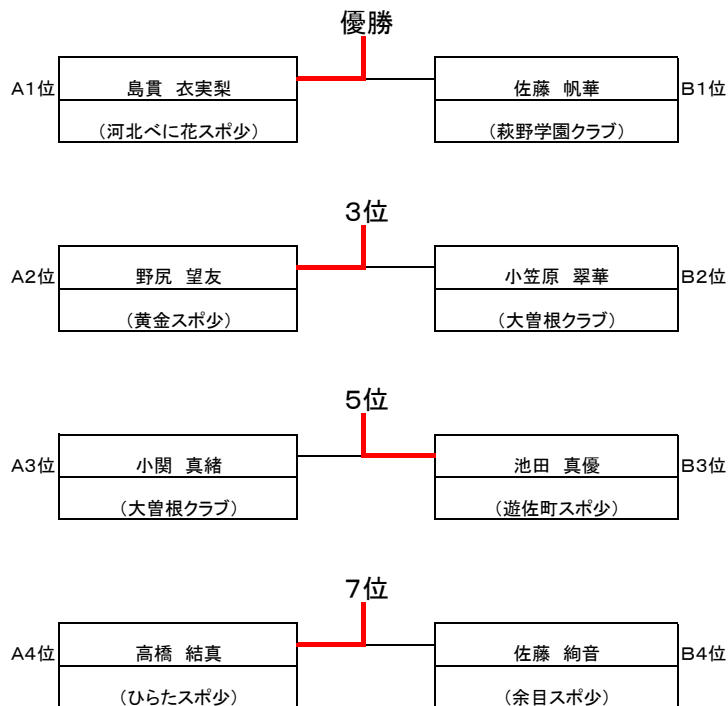 優勝
A1位 島貫 衣実梨 佐藤 帆華 B1位
(河北べに花スポ少) (萩野学園クラブ)
3位
A2位 野尻 望友 小笠原 翠華 B2位
(黄金スポ少) (大曽根クラブ)
5位
A3位 小関 真緒 池田 真優 B3位
(大曽根クラブ) (遊佐町スポ少)
7位
A4位 高橋 結真 佐藤 絢音 B4位
(ひらたスポ少) (余目スポ少)